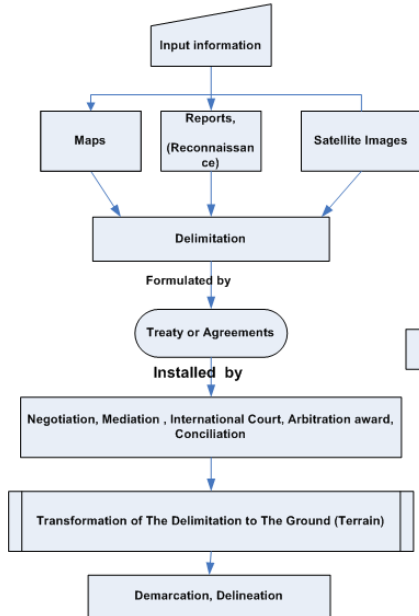 Input information
Maps
Reports,
(Reconnaissan
ce)
Satellite Images
Delimitation
Formulated by
Treaty or Agreements
Installed by
Negotiation, Mediation , International Court, Arbitration award,
Conciliation
Transformation of The Delimitation to The Ground (Terrain)
Demarcation, Delineation